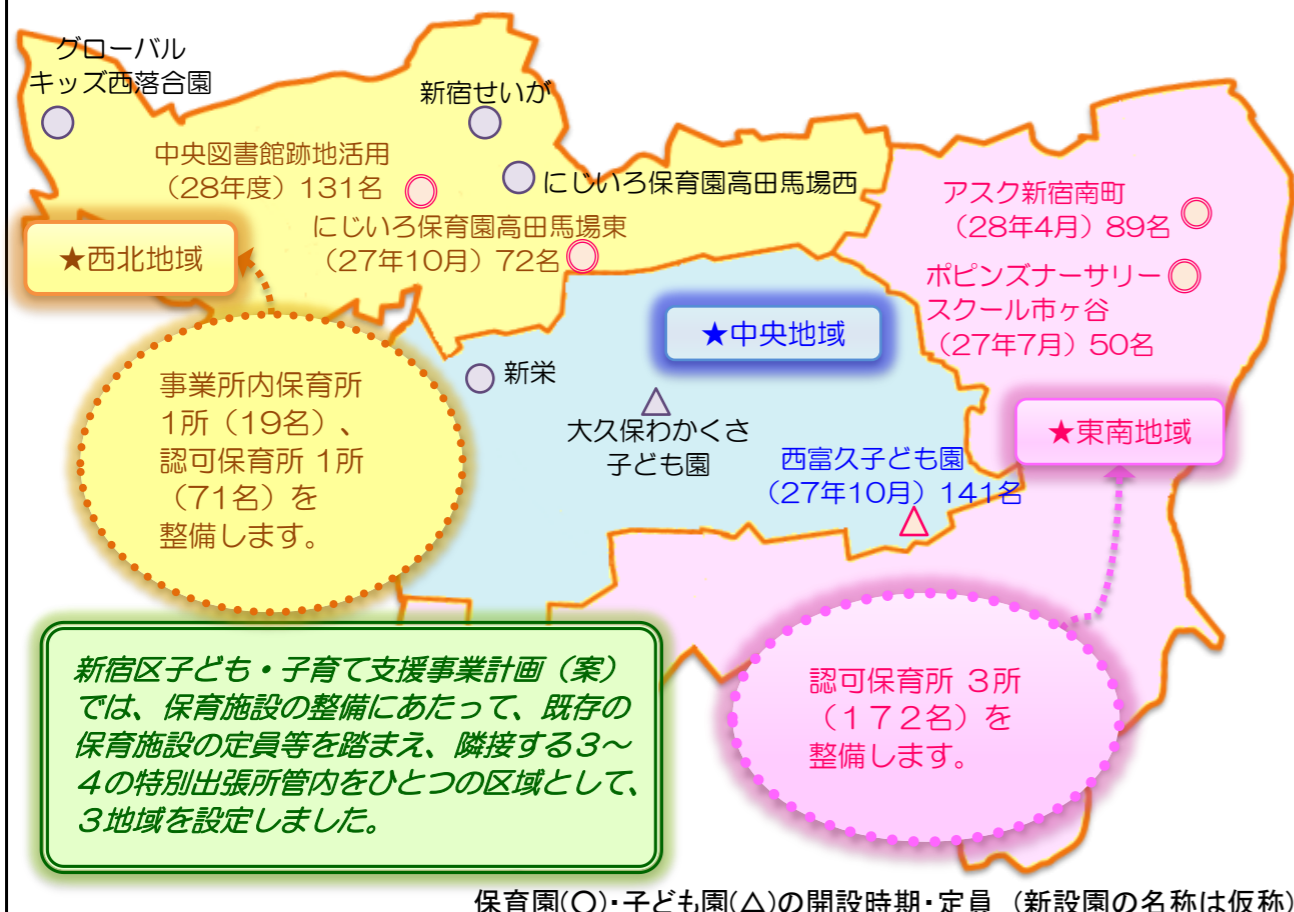 グローバル
キッズ西落合園
新宿せいが
中央図書館跡地活用
（28年度）131名
にじいろ保育園高田馬場西
にじいろ保育園高田馬場東
（27年10月）72名
★西北地域
アスク新宿南町
（28年4月）89名
ポピンズナーサリー
スクール市ヶ谷
（27年7月）50名
★中央地域
新栄
大久保わかくさ
子ども園
西富久子ども園
（27年10月）141名
★東南地域
事業所内保育所
1所（19名）、
認可保育所 1所
（71名）を
整備します。
認可保育所 3所
（172名）を
整備します。
新宿区子ども・子育て支援事業計画（案）
では、保育施設の整備にあたって、既存の
保育施設の定員等を踏まえ、隣接する3～
4の特別出張所管内をひとつの区域として、
3地域を設定しました。
保育園(○)・子ども園(△)の開設時期・定員 （新設園の名称は仮称）